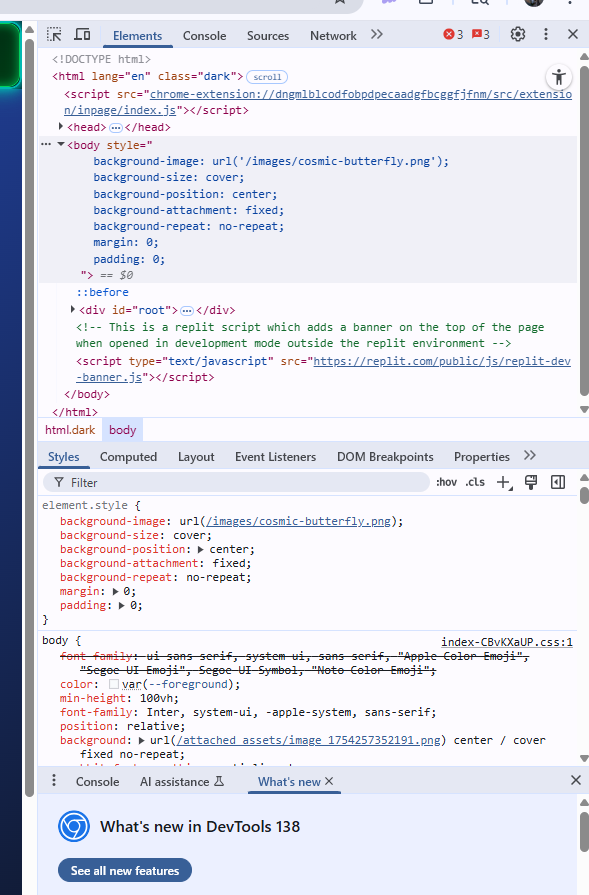 Elements Console Sources Network 3 3
<!DOCTYPE html>
<html lang="en" class="dark"> scroll
<script src="chrome-extension://dngmlblcodfobpdpecaadgfbcggfjfnm/src/extensio
n/inpage/index.js"></script>
<head> … </head>
<body style="
background-image: url('/images/cosmic-butterfly.png');
background-size: cover;
background-position: center;
background-attachment: fixed;
background-repeat: no-repeat;
margin: 0;
padding: 0;
"> == $0
::before
<div id="root"> … </div>
<!-- This is a replit script which adds a banner on the top of the page
when opened in development mode outside the replit environment -->
<script type="text/javascript" src="https://replit.com/public/js/replit-dev
-banner.js"></script>
</body>
</html>
html.dark body
Styles Computed Layout Event Listeners DOM Breakpoints Properties
Filter :hov .cls
element.style {
background-image: url(/images/cosmic-butterfly.png);
background-size: cover;
background-position: center;
background-attachment: fixed;
background-repeat: no-repeat;
margin: 0;
padding: 0;
}
body { index-CBvKXaUP.css:1
font-family: ui-sans-serif, system-ui, sans-serif, "Apple Color Emoji",
"Segoe UI Emoji", Segoe UI Symbol, "Noto Color Emoji";
color: var(--foreground);
min-height: 100vh;
font-family: Inter, system-ui, -apple-system, sans-serif;
position: relative;
background: url(/attached_assets/image_1754257352191.png) center / cover
fixed no-repeat;
Console AI assistance What's new
What's new in DevTools 138
See all new features